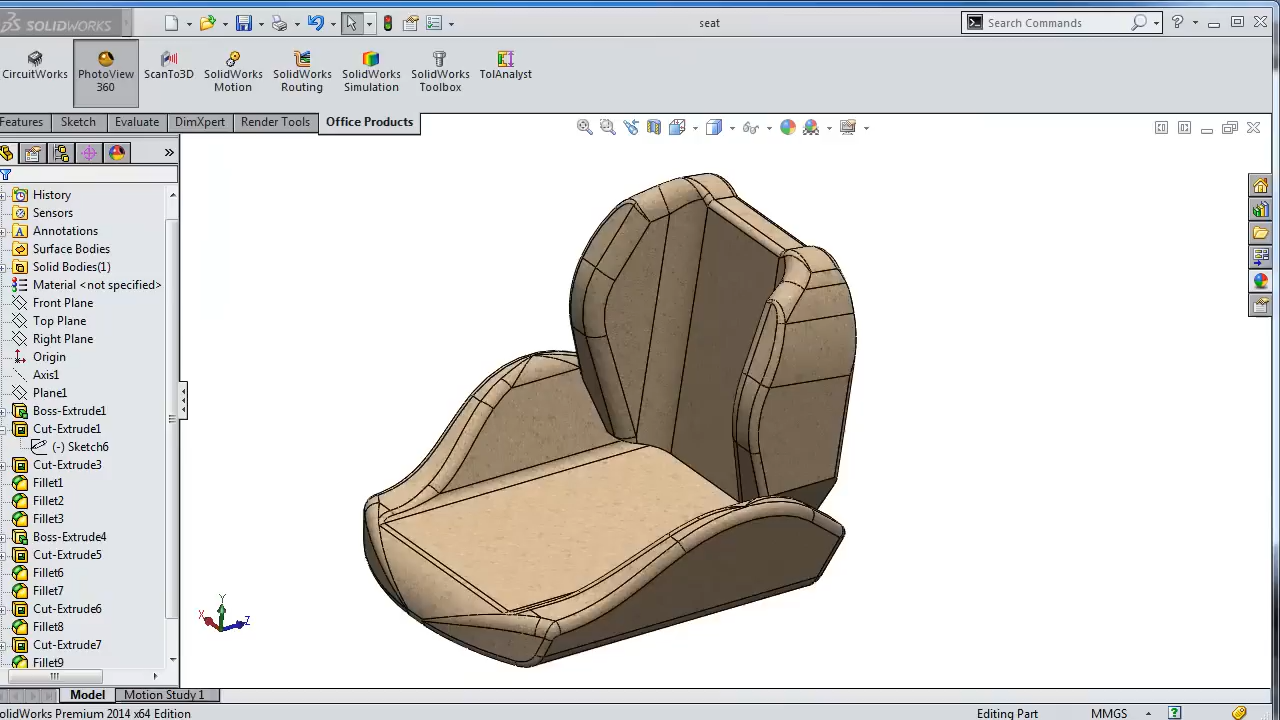 SOLIDWORKS
seat
Search Commands
CircuitWorks
PhotoView 360
ScanTo3D
SolidWorks Motion
SolidWorks Routing
SolidWorks Simulation
SolidWorks Toolbox
TolAnalyst
Features
Sketch
Evaluate
DimXpert
Render Tools
Office Products
History
Sensors
A Annotations
Surface Bodies
Solid Bodies(1)
Material <not specified>
Front Plane
Top Plane
Right Plane
Origin
Axis1
Plane1
Boss-Extrude1
Cut-Extrude1
(-) Sketch6
Cut-Extrude3
Fillet1
Fillet2
Fillet3
Boss-Extrude4
Cut-Extrude5
Fillet6
Fillet7
Cut-Extrude6
Fillet8
Cut-Extrude7
Fillet9
Y
X
Z
Model
Motion Study 1
olidWorks Premium 2014 x64 Edition
Editing Part
MMGS